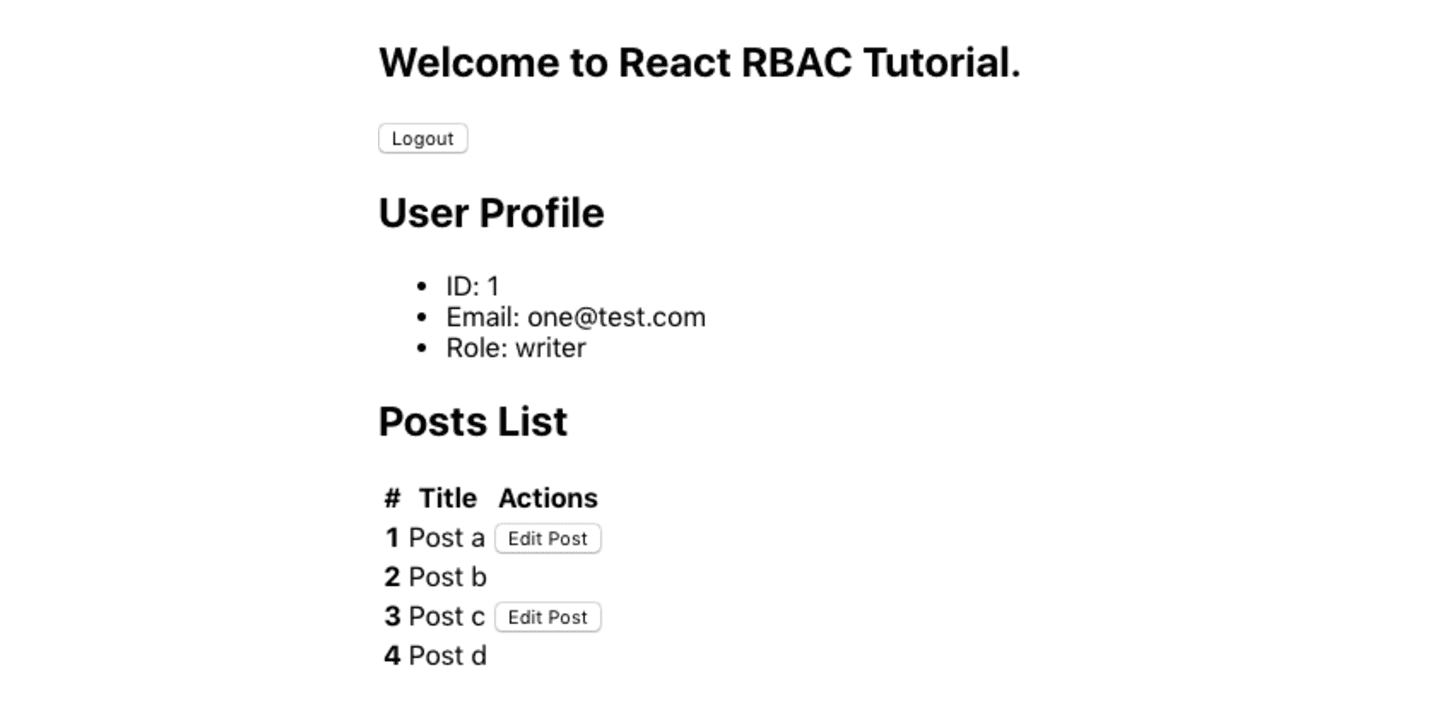 Welcome to React RBAC Tutorial.
Logout
User Profile
• ID: 1
• Email: one@test.com
• Role: writer
Posts List
# Title Actions
1 Post a Edit Post
2 Post b
3 Post c Edit Post
4 Post d